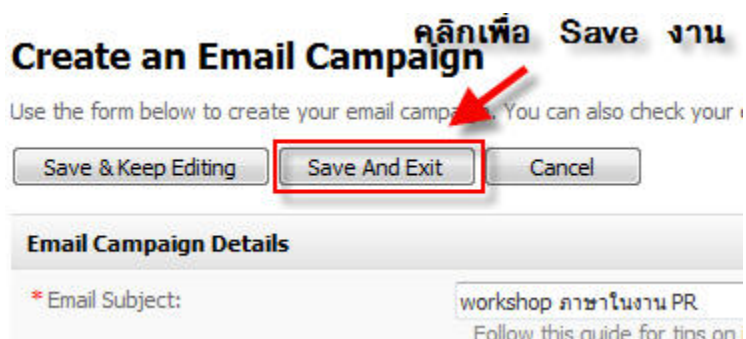 คลิกเพื่อ Save งาน
Create an Email Campaign
Use the form below to create your email campaign. You can also check your
Save & Keep Editing
Save And Exit
Cancel
Email Campaign Details
* Email Subject:
workshop ภาษาในงาน PR
Follow this guide for tips on